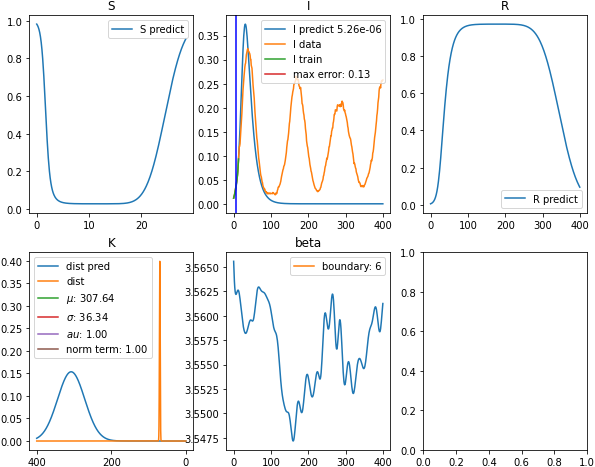 S
1.0
0.8
0.6
0.4
0.2
0.0
0
20
S predict
I
0.35
0.30
0.25
0.20
0.15
0.10
0.05
0.00
0 100 200 300 400
I predict 5.26e-06
I data
I train
max error: 0.13
R
1.0
0.8
0.6
0.4
0.2
0.0
0 100 200 300 400
R predict
K
0.40
0.35
0.30
0.25
0.20
0.15
0.10
0.05
0.00
400 200 0
dist pred
dist
μ: 307.64
σ: 36.34
au: 1.00
norm term: 1.00
beta
3.5650
3.5625
3.5600
3.5575
3.5550
3.5525
3.5500
3.5475
0 100 200 300 400
boundary: 6
1.0
0.8
0.6
0.4
0.2
0.0
0.0 0.2 0.4 0.6 0.8 1.0